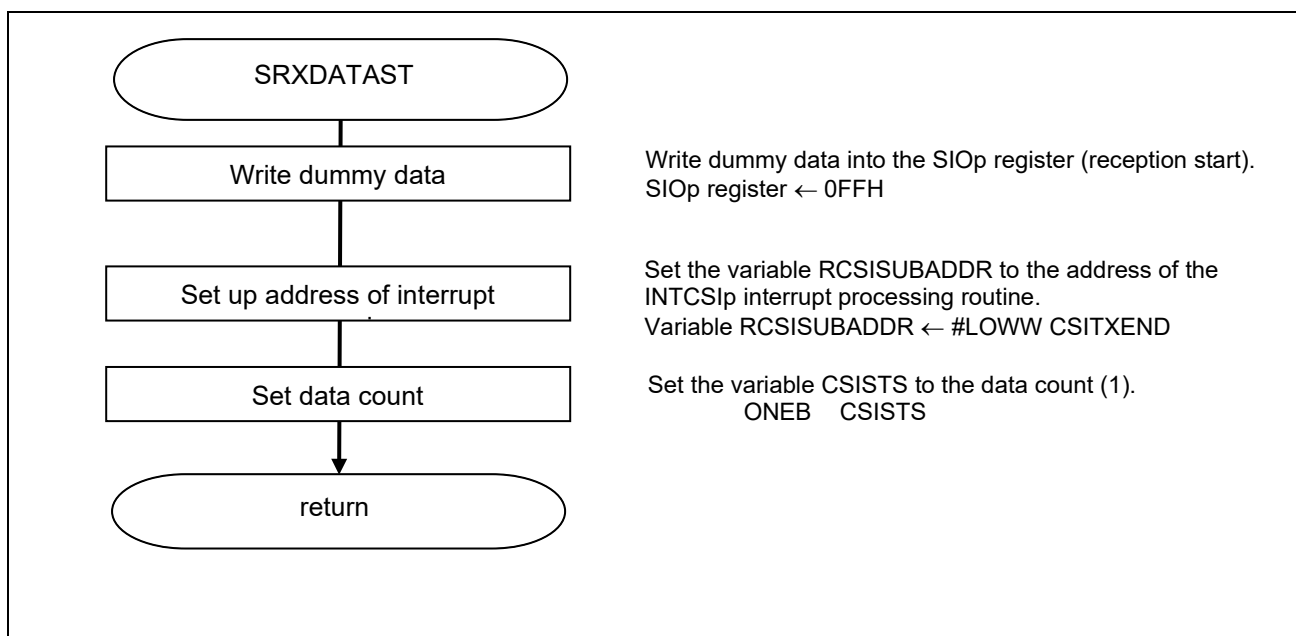 SRXDATAST
Write dummy data
Write dummy data into the SIOp register (reception start).
SIOp register ← 0FFH
Set up address of interrupt
Set the variable RCSISUBADDR to the address of the
INTCSIp interrupt processing routine.
Variable RCSISUBADDR ← #LOWW CSITXEND
Set data count
Set the variable CSISTS to the data count (1).
ONEB CSISTS
return